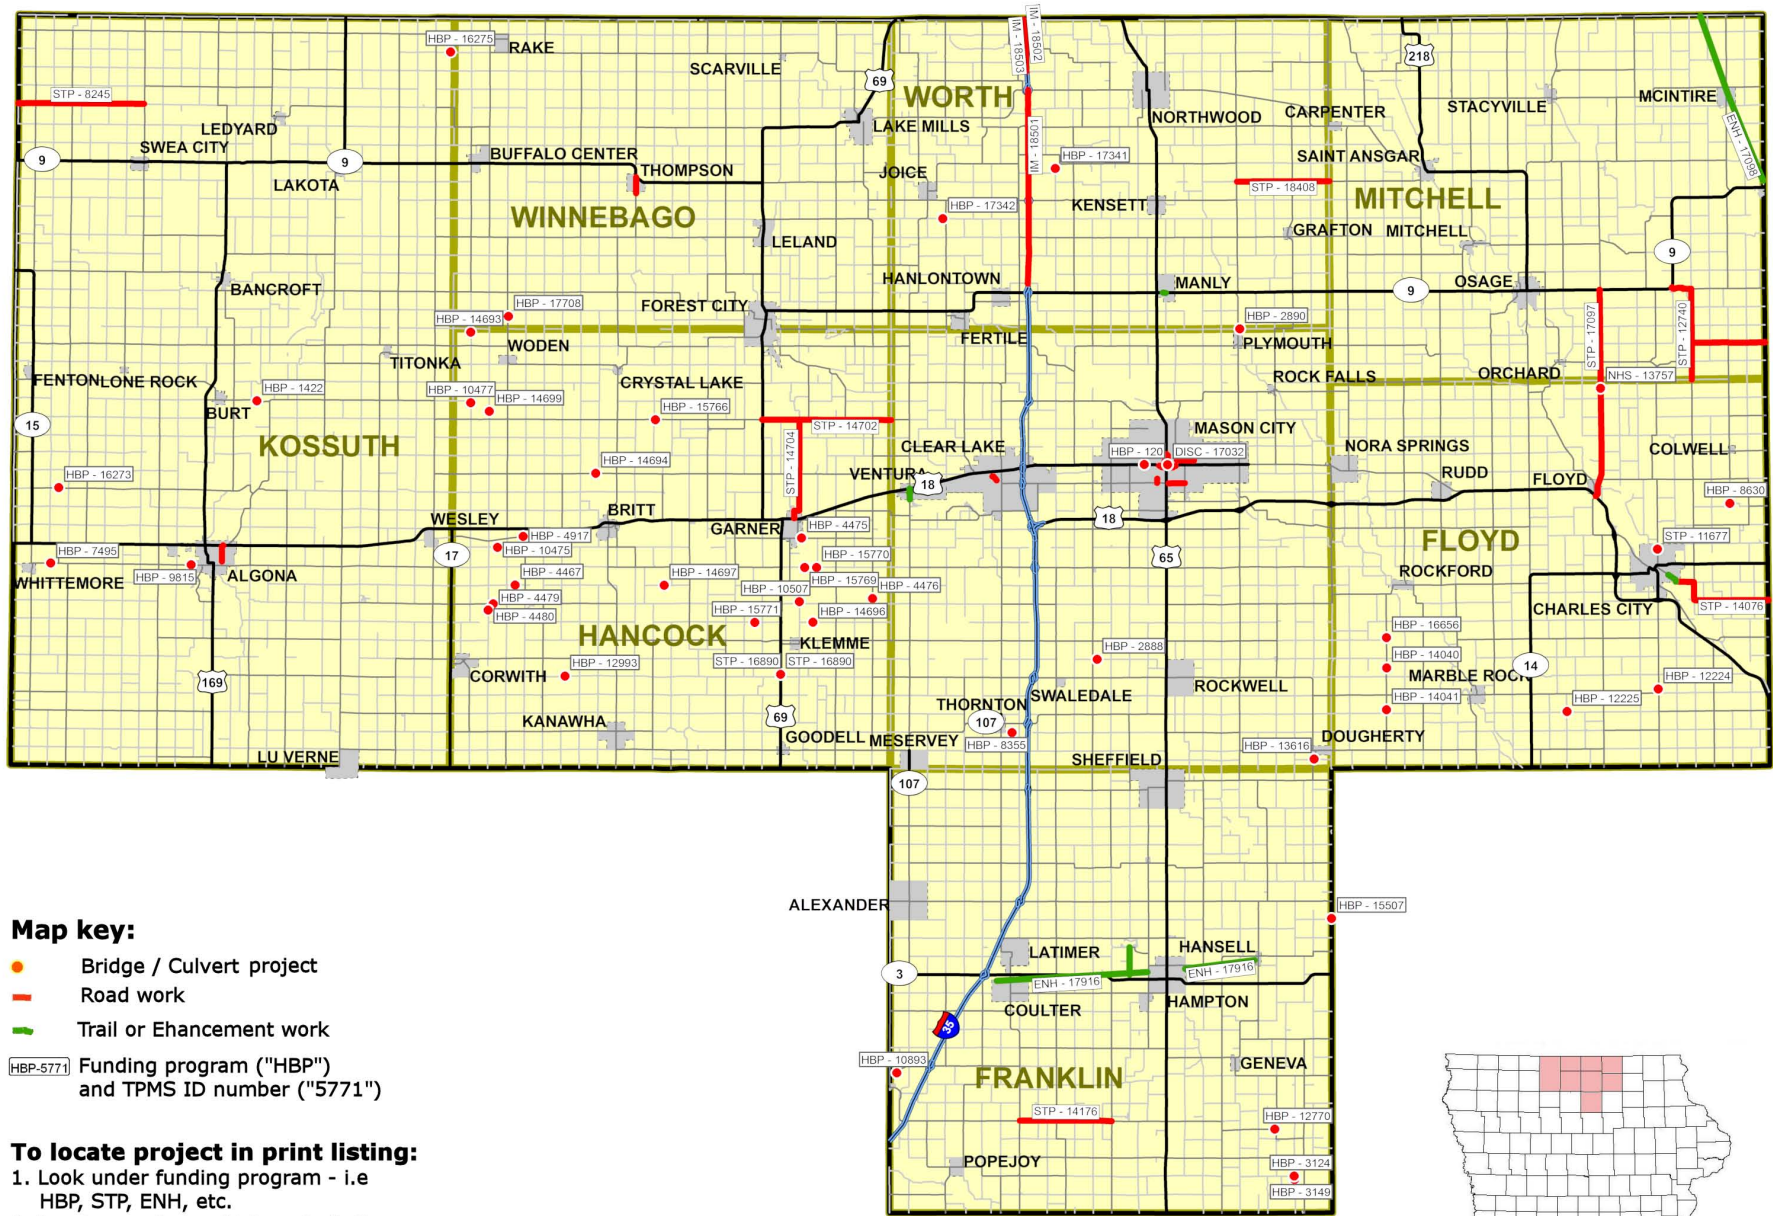 HBP - 16275
RAKE
SCARVILLE
69
IM - 18503
IM - 18502
218
STP - 8245
WORTH
NORTHWOOD
CARPENTER
STACYVILLE
MCINTIRE
LEDYARD
LAKE MILLS
ENH - 17098
SWEA CITY
9
9
BUFFALO CENTER
THOMPSON
IM - 18501
HBP - 17341
SAINT ANSGAR
LAKOTA
JOICE
STP - 18408
MITCHELL
WINNEBAGO
HBP - 17342
KENSETT
LELAND
GRAFTON
MITCHELL
9
BANCROFT
HANLONTOWN
MANLY
9
OSAGE
FOREST CITY
HBP - 17708
HBP - 14693
WODEN
FERTILE
HBP - 2890
PLYMOUTH
STP - 17097
STP - 12740
TITONKA
FENTON
LONE ROCK
CRYSTAL LAKE
ROCK FALLS
ORCHARD
NHS - 13757
HBP - 1422
HBP - 10477
HBP - 14699
HBP - 15766
BURT
15
KOSSUTH
STP - 14702
STP - 14704
CLEAR LAKE
MASON CITY
NORA SPRINGS
COLWELL
HBP - 14694
HBP - 120
DISC - 17032
VENTURA
18
RUDD
FLOYD
HBP - 16273
HBP - 8630
WESLEY
BRITT
GARNER
HBP - 4475
18
FLOYD
STP - 11677
HBP - 4917
HBP - 10475
17
65
HBP - 7495
WHITTEMORE
HBP - 9815
ALGONA
HBP - 15770
HBP - 15769
HBP - 4467
HBP - 14697
HBP - 10507
HBP - 4476
ROCKFORD
HBP - 4479
HBP - 4480
HBP - 15771
HBP - 14696
CHARLES CITY
STP - 14076
HANCOCK
KLEMME
HBP - 16656
HBP - 2888
HBP - 14040
14
HBP - 12993
STP - 16890
STP - 16890
CORWITH
169
ROCKWELL
MARBLE ROCK
HBP - 12224
SWALEDALE
HBP - 14041
HBP - 12225
THORNTON
KANAWHA
69
107
HBP - 8355
GOODELL
MESERVEY
DOUGHERTY
HBP - 13616
LU VERNE
SHEFFIELD
107
ALEXANDER
HBP - 15507
LATIMER
HANSELL
3
ENH - 17916
ENH - 17916
COULTER
HAMPTON
35
HBP - 10893
GENEVA
FRANKLIN
STP - 14176
HBP - 12770
POPEJOY
HBP - 3124
HBP - 3149
Map key:
Bridge / Culvert project
Road work
Trail or Ehancement work
HBP-5771 Funding program ("HBP")
and TPMS ID number ("5771")
To locate project in print listing:
1. Look under funding program - i.e
HBP, STP, ENH, etc.